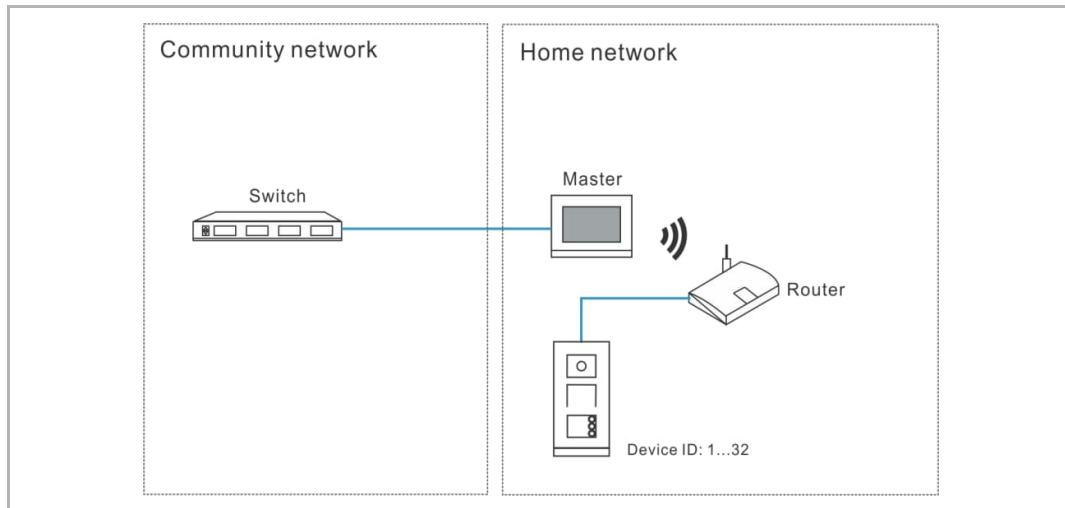 Community network
Home network
Switch
Master
Router
Device ID: 1...32